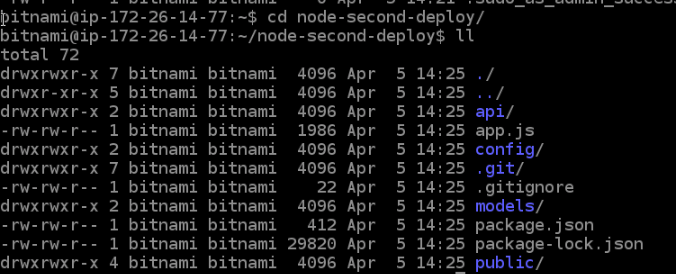 bitnami@ip-172-26-14-77:~$ cd node-second-deploy/
bitnami@ip-172-26-14-77:~/node-second-deploy$ ll
total 72
drwxrwxr-x 7 bitnami bitnami  4096 Apr  5 14:25 ./
drwxr-xr-x 5 bitnami bitnami  4096 Apr  5 14:25 ../
drwxrwxr-x 2 bitnami bitnami  4096 Apr  5 14:25 api/
-rw-rw-r-- 1 bitnami bitnami  1986 Apr  5 14:25 app.js
drwxrwxr-x 2 bitnami bitnami  4096 Apr  5 14:25 config/
drwxrwxr-x 7 bitnami bitnami  4096 Apr  5 14:25 .git/
-rw-rw-r-- 1 bitnami bitnami    22 Apr  5 14:25 .gitignore
drwxrwxr-x 2 bitnami bitnami  4096 Apr  5 14:25 models/
-rw-rw-r-- 1 bitnami bitnami   412 Apr  5 14:25 package.json
-rw-rw-r-- 1 bitnami bitnami 29820 Apr  5 14:25 package-lock.json
drwxrwxr-x 4 bitnami bitnami  4096 Apr  5 14:25 public/